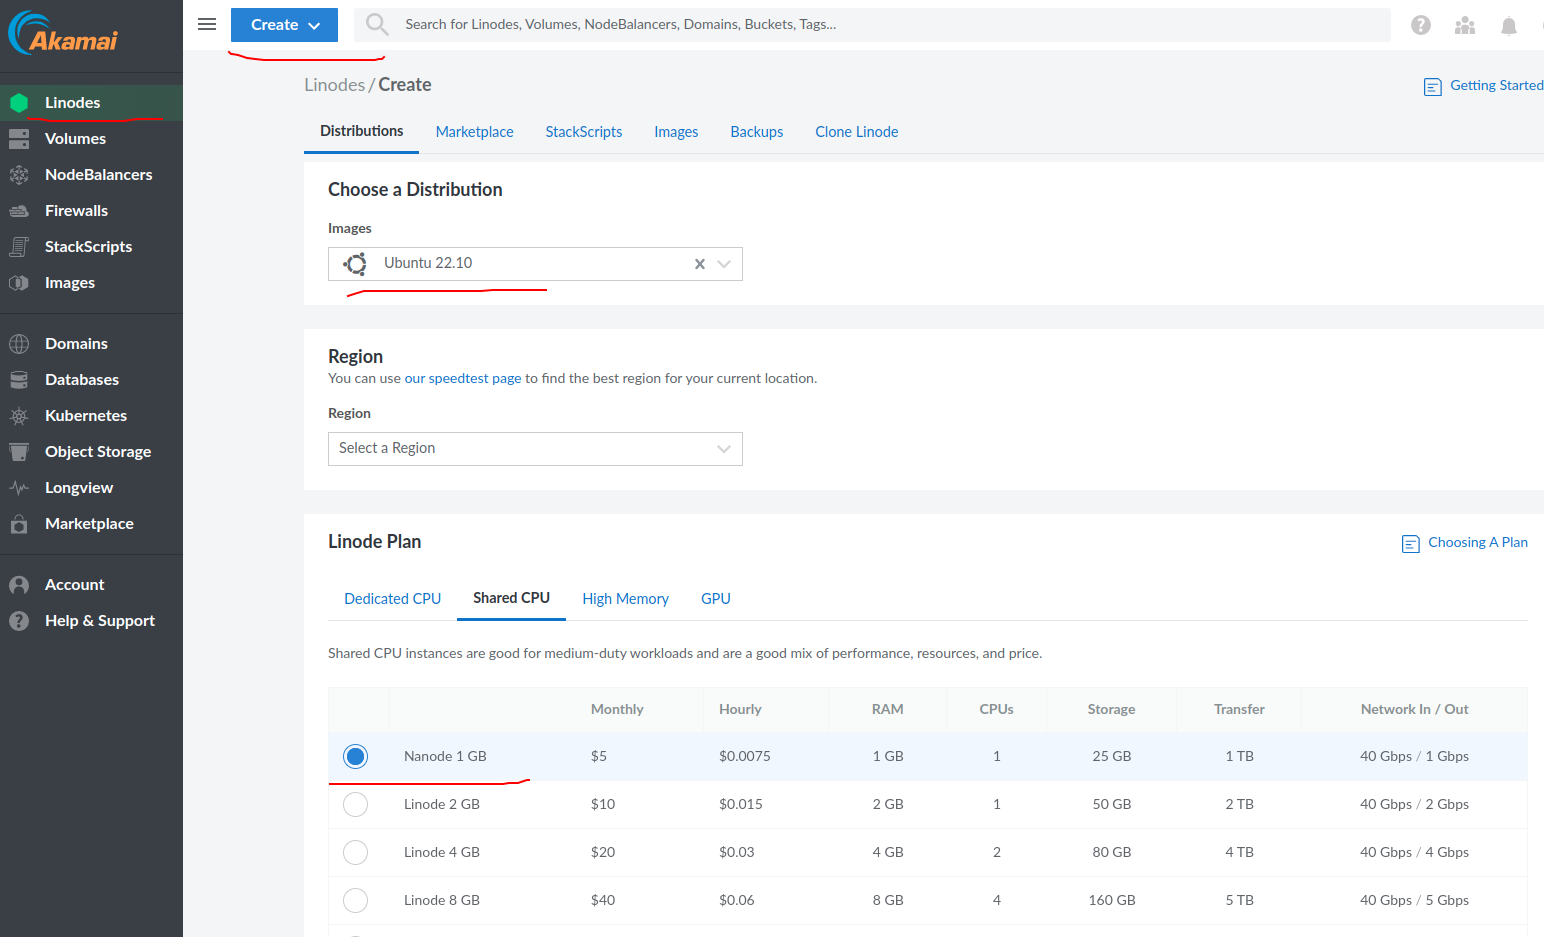 Akamai
Create
Search for Linodes, Volumes, NodeBalancers, Domains, Buckets, Tags...
Linodes
Volumes
NodeBalancers
Firewalls
StackScripts
Images
Domains
Databases
Kubernetes
Object Storage
Longview
Marketplace
Account
Help & Support
Linodes / Create
Getting Started
Distributions Marketplace StackScripts Images Backups Clone Linode
Choose a Distribution
Images
Ubuntu 22.10
Region
You can use our speedtest page to find the best region for your current location.
Region
Select a Region
Linode Plan
Choosing A Plan
Dedicated CPU Shared CPU High Memory GPU
Shared CPU instances are good for medium-duty workloads and are a good mix of performance, resources, and price.
Monthly Hourly RAM CPUs Storage Transfer Network In / Out
Nanode 1 GB $5 $0.0075 1 GB 1 25 GB 1 TB 40 Gbps / 1 Gbps
Linode 2 GB $10 $0.015 2 GB 1 50 GB 2 TB 40 Gbps / 2 Gbps
Linode 4 GB $20 $0.03 4 GB 2 80 GB 4 TB 40 Gbps / 4 Gbps
Linode 8 GB $40 $0.06 8 GB 4 160 GB 5 TB 40 Gbps / 5 Gbps